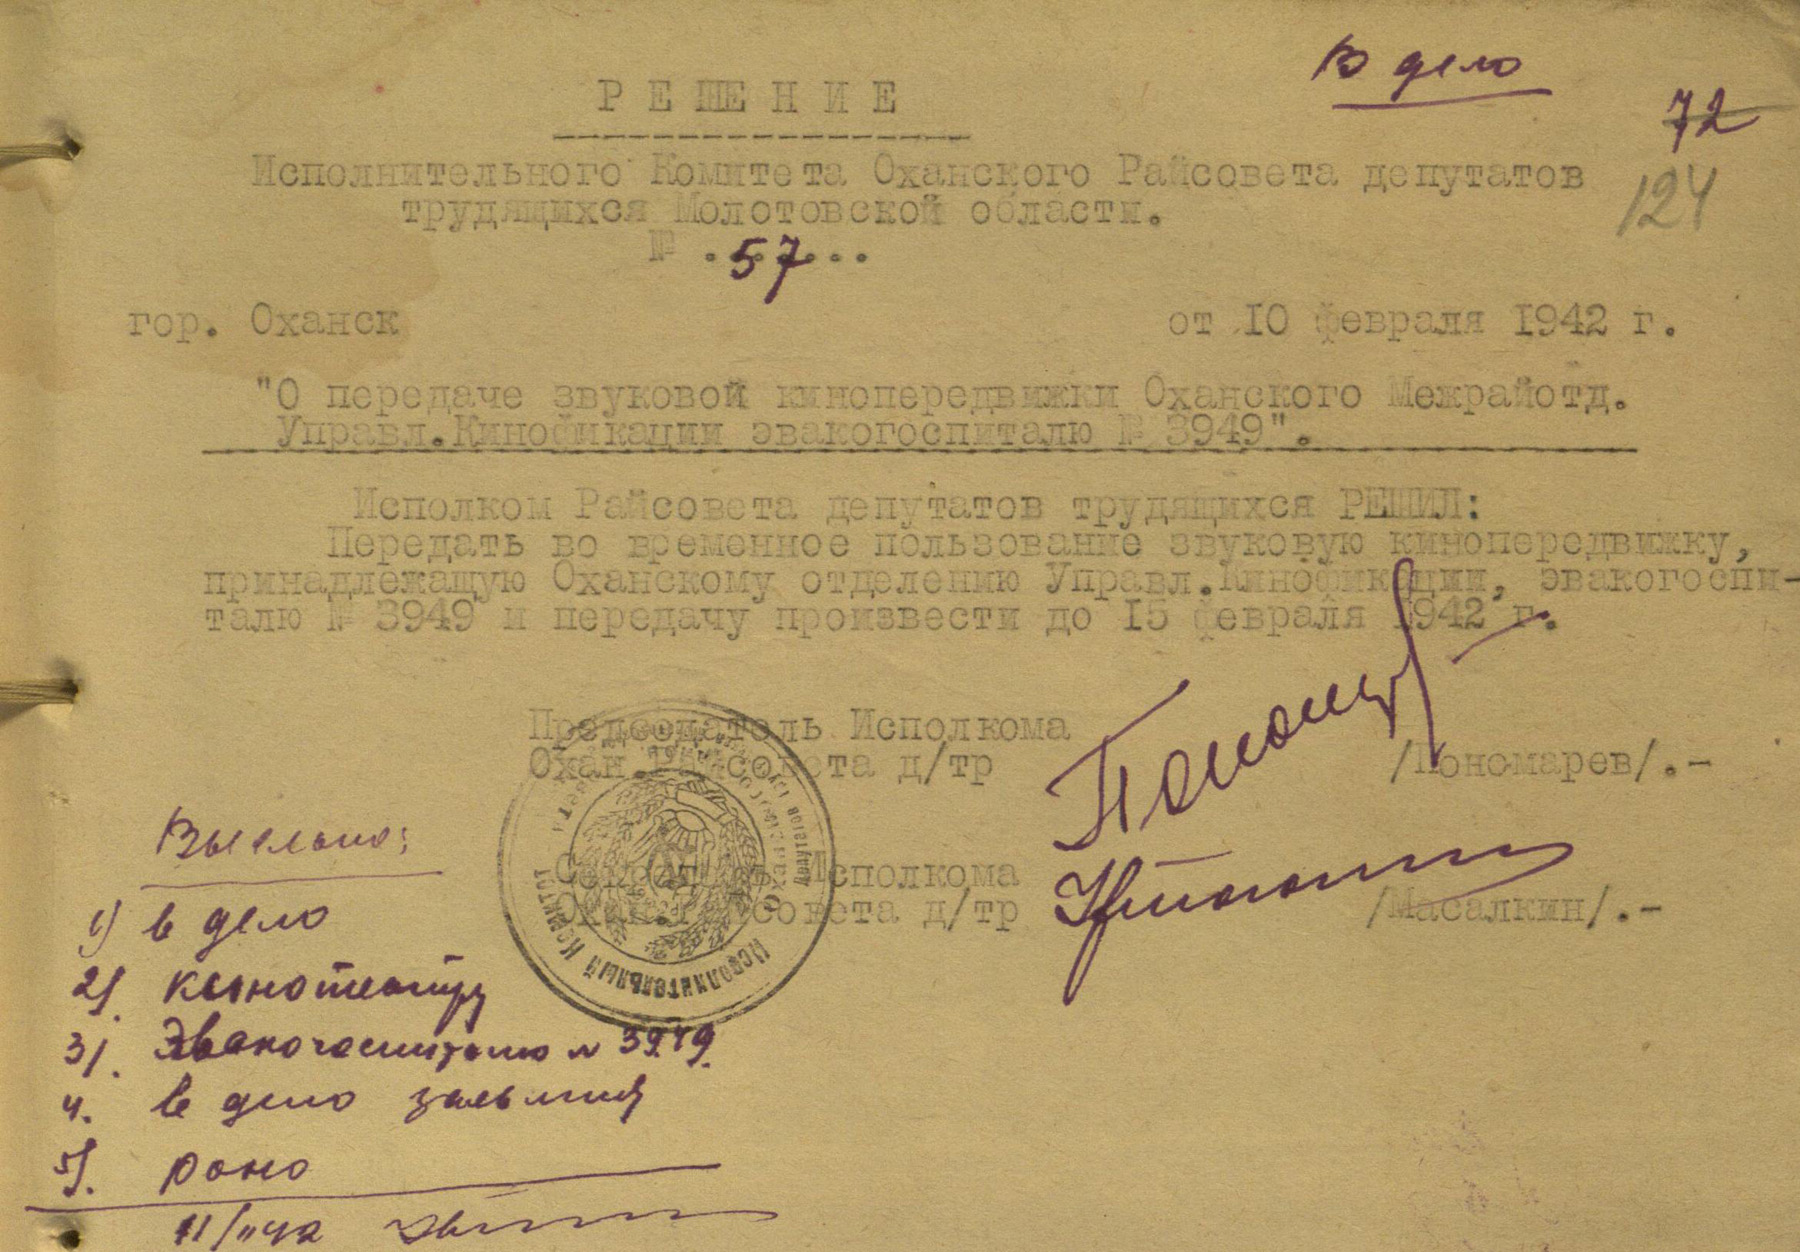 В дело
72
124
РЕШЕНИЕ
Исполнительного Комитета Оханского Райсовета депутатов
трудящихся Молотовской области.
№ .57...
гор. Оханск от 10 февраля 1942 г.
"О передаче звуковой кинопередвижки Оханского Межрайотд.
Управл.Кинофикации эвакогоспиталю № 3949".
Исполком Райсовета депутатов трудящихся РЕШИЛ:
Передать во временное пользование звуковую кинопередвижку,
принадлежащую Оханскому отделению Управл.Кинофикации, эвакогоспи-
талю № 3949 и передачу произвести до 15 февраля 1942 г.
Председатель Исполкома
Охан.Райсовета д/тр /Пономарев/.-
Секретарь Исполкома
Охан.Райсовета д/тр /Масалкин/.-
Исполнительный Комитет
Выслано:
1) в дело
2). кинотеатру
3). Эвакогоспиталю № 3949.
4. в дело
5). роно
11/